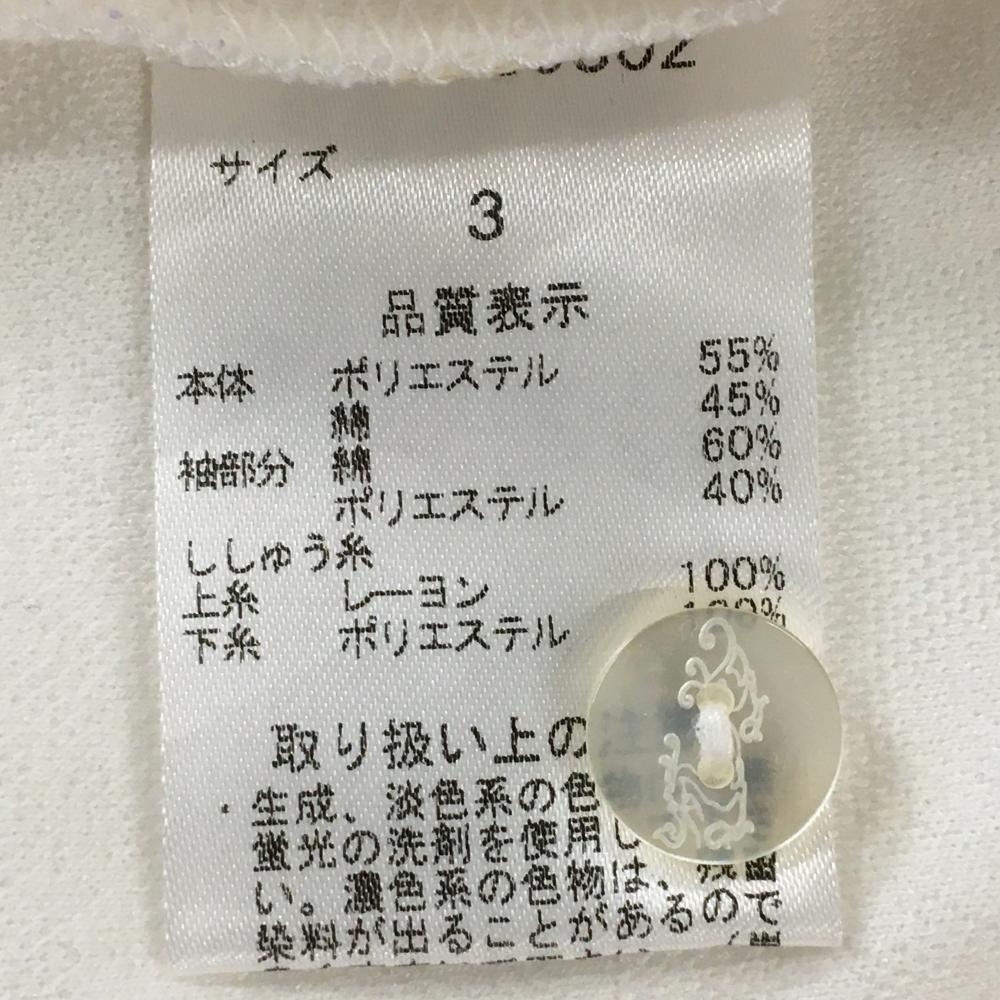 サイズ
3
品質表示
本体 ポリエステル 55%
綿 45%
袖部分 綿 60%
ポリエステル 40%
ししゅう糸
上糸 レーヨン 100%
下糸 ポリエステル 100%
取り扱い上の
・生成、淡色系の色
蛍光の洗剤を使用し
い。濃色系の色物は、残留
染料が出ることがあるので